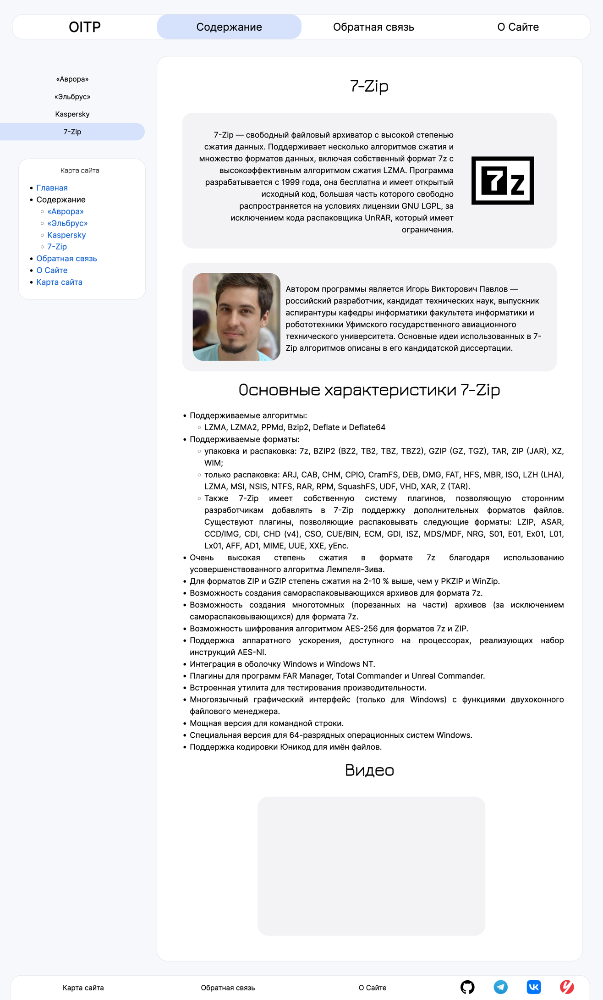 OITP
Содержание
Обратная связь
О Сайте
«Аврора»
«Эльбрус»
Kaspersky
7-Zip
Карта сайта
• Главная
• Содержание
○ «Аврора»
○ «Эльбрус»
○ Kaspersky
○ 7-Zip
• Обратная связь
• О Сайте
• Карта сайта
7-Zip
7-Zip — свободный файловый архиватор с высокой степенью
сжатия данных. Поддерживает несколько алгоритмов сжатия и
множество форматов данных, включая собственный формат 7z с
высокоэффективным алгоритмом сжатия LZMA. Программа
разрабатывается с 1999 года, она бесплатна и имеет открытый
исходный код, большая часть которого свободно
распространяется на условиях лицензии GNU LGPL, за
исключением кода распаковщика UnRAR, который имеет
ограничения.
7z
Автором программы является Игорь Викторович Павлов —
российский разработчик, кандидат технических наук, выпускник
аспирантуры кафедры информатики факультета информатики и
робототехники Уфимского государственного авиационного
технического университета. Основные идеи использованных в 7-
Zip алгоритмов описаны в его кандидатской диссертации.
Основные характеристики 7-Zip
• Поддерживаемые алгоритмы:
○ LZMA, LZMA2, PPMd, Bzip2, Deflate и Deflate64
• Поддерживаемые форматы:
○ упаковка и распаковка: 7z, BZIP2 (BZ2, TB2, TBZ, TBZ2), GZIP (GZ, TGZ), TAR, ZIP (JAR), XZ,
WIM;
○ только распаковка: ARJ, CAB, CHM, CPIO, CramFS, DEB, DMG, FAT, HFS, MBR, ISO, LZH (LHA),
LZMA, MSI, NSIS, NTFS, RAR, RPM, SquashFS, UDF, VHD, XAR, Z (TAR).
○ Также 7-Zip имеет собственную систему плагинов, позволяющую сторонним
разработчикам добавлять в 7-Zip поддержку дополнительных форматов файлов.
Существуют плагины, позволяющие распаковывать следующие форматы: LZIP, ASAR,
CCD/IMG, CDI, CHD (v4), CSO, CUE/BIN, ECM, GDI, ISZ, MDS/MDF, NRG, S01, E01, Ex01, L01,
Lx01, AFF, AD1, MIME, UUE, XXE, yEnc.
• Очень высокая степень сжатия в формате 7z благодаря использованию
усовершенствованного алгоритма Лемпеля-Зива.
• Для форматов ZIP и GZIP степень сжатия на 2-10 % выше, чем у PKZIP и WinZip.
• Возможность создания самораспаковывающихся архивов для формата 7z.
• Возможность создания многотомных (порезанных на части) архивов (за исключением
самораспаковывающихся) для формата 7z.
• Возможность шифрования алгоритмом AES-256 для форматов 7z и ZIP.
• Поддержка аппаратного ускорения, доступного на процессорах, реализующих набор
инструкций AES-NI.
• Интеграция в оболочку Windows и Windows NT.
• Плагины для программ FAR Manager, Total Commander и Unreal Commander.
• Встроенная утилита для тестирования производительности.
• Многоязычный графический интерфейс (только для Windows) с функциями двухоконного
файлового менеджера.
• Мощная версия для командной строки.
• Специальная версия для 64-разрядных операционных систем Windows.
• Поддержка кодировки Юникод для имён файлов.
Видео
Карта сайта
Обратная связь
О Сайте